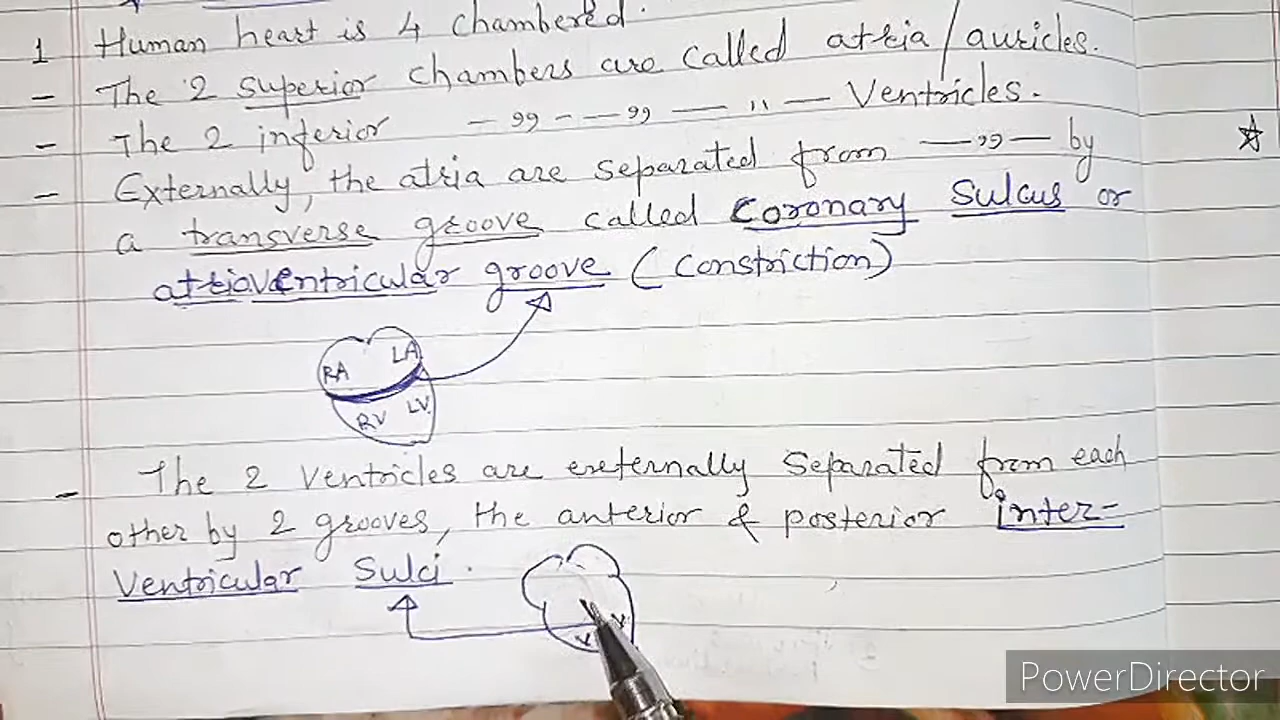 1 Human heart is 4 chambered.
- The 2 superior chambers are called atria/auricles.
- The 2 inferior -"- -"- -"- Ventricles.
- Externally, the atria are separated from -"- by
a transverse groove called Coronary Sulcus or
atrioventricular groove (Constriction)
RA LA
RV LV
- The 2 Ventricles are externally separated from each
other by 2 grooves, the anterior & posterior inter-
Ventricular Sulci.
V V
PowerDirector